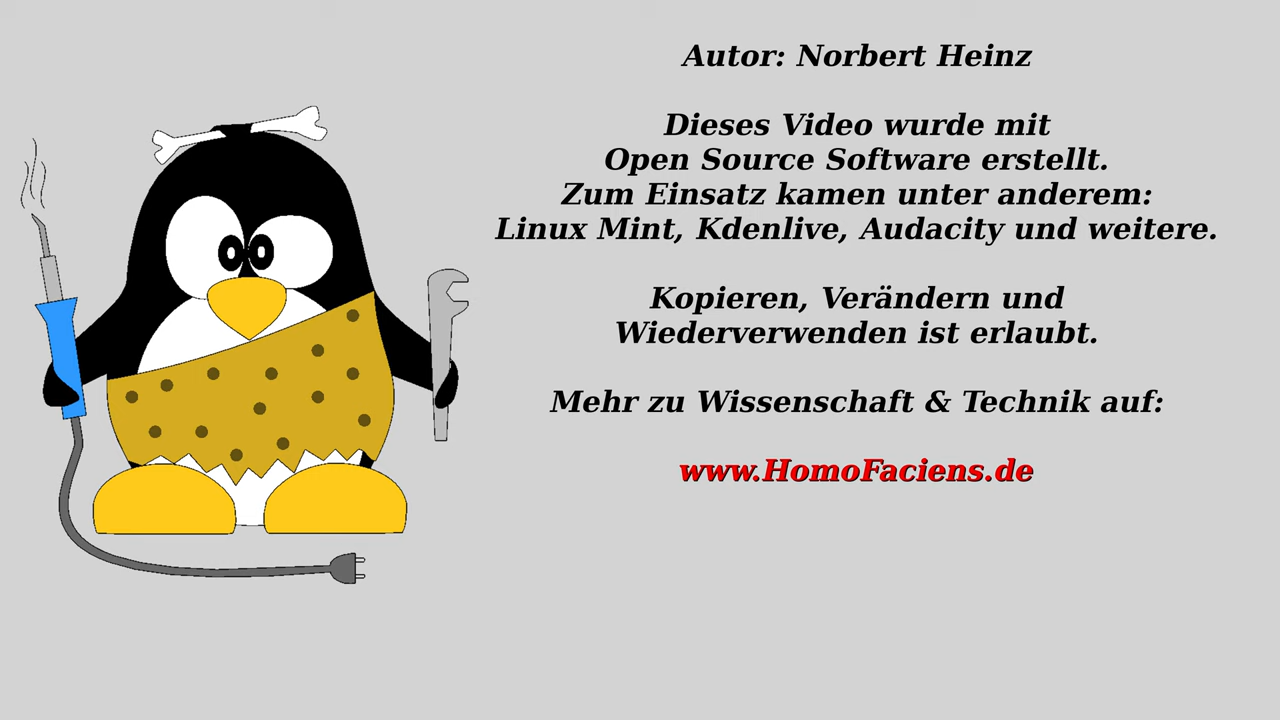 Autor: Norbert Heinz
Dieses Video wurde mit
Open Source Software erstellt.
Zum Einsatz kamen unter anderem:
Linux Mint, Kdenlive, Audacity und weitere.
Kopieren, Verändern und
Wiederverwenden ist erlaubt.
Mehr zu Wissenschaft & Technik auf:
www.HomoFaciens.de